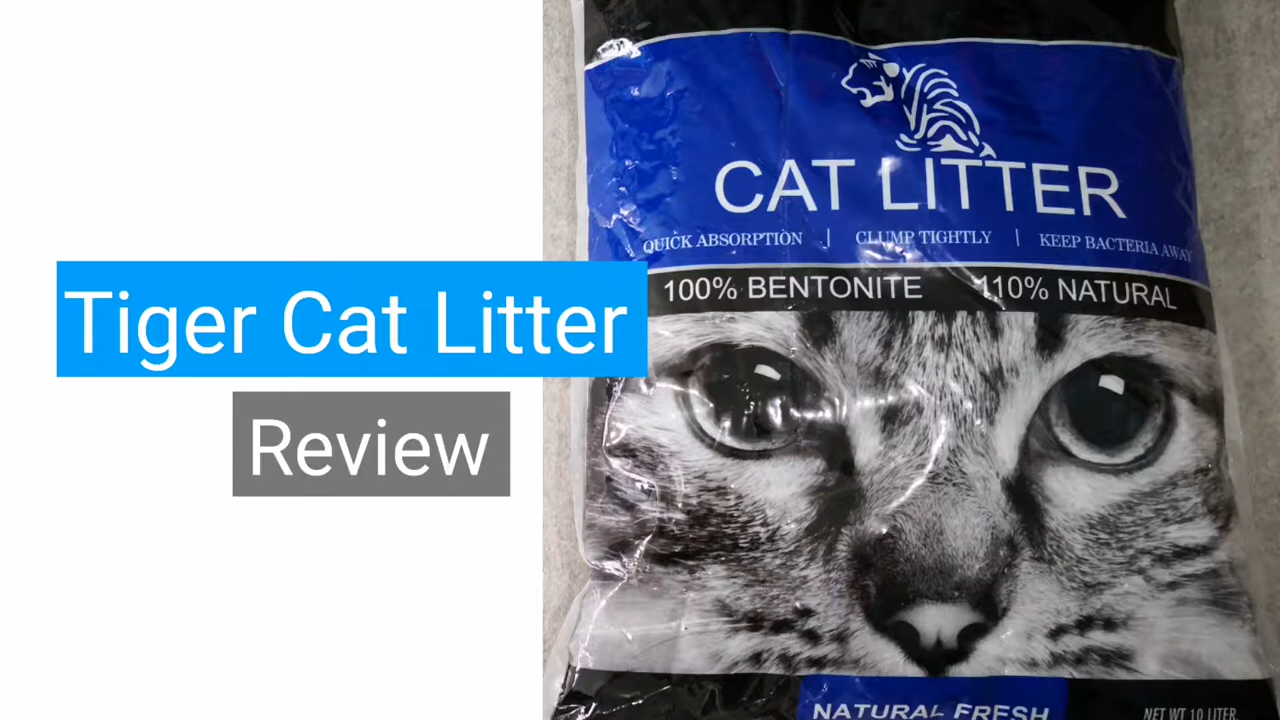 Tiger Cat Litter
Review
CAT LITTER
QUICK ABSORPTION | CLUMP TIGHTLY | KEEP BACTERIA AWAY
100% BENTONITE 110% NATURAL
NATURAL FRESH
NET WT 10 LITER